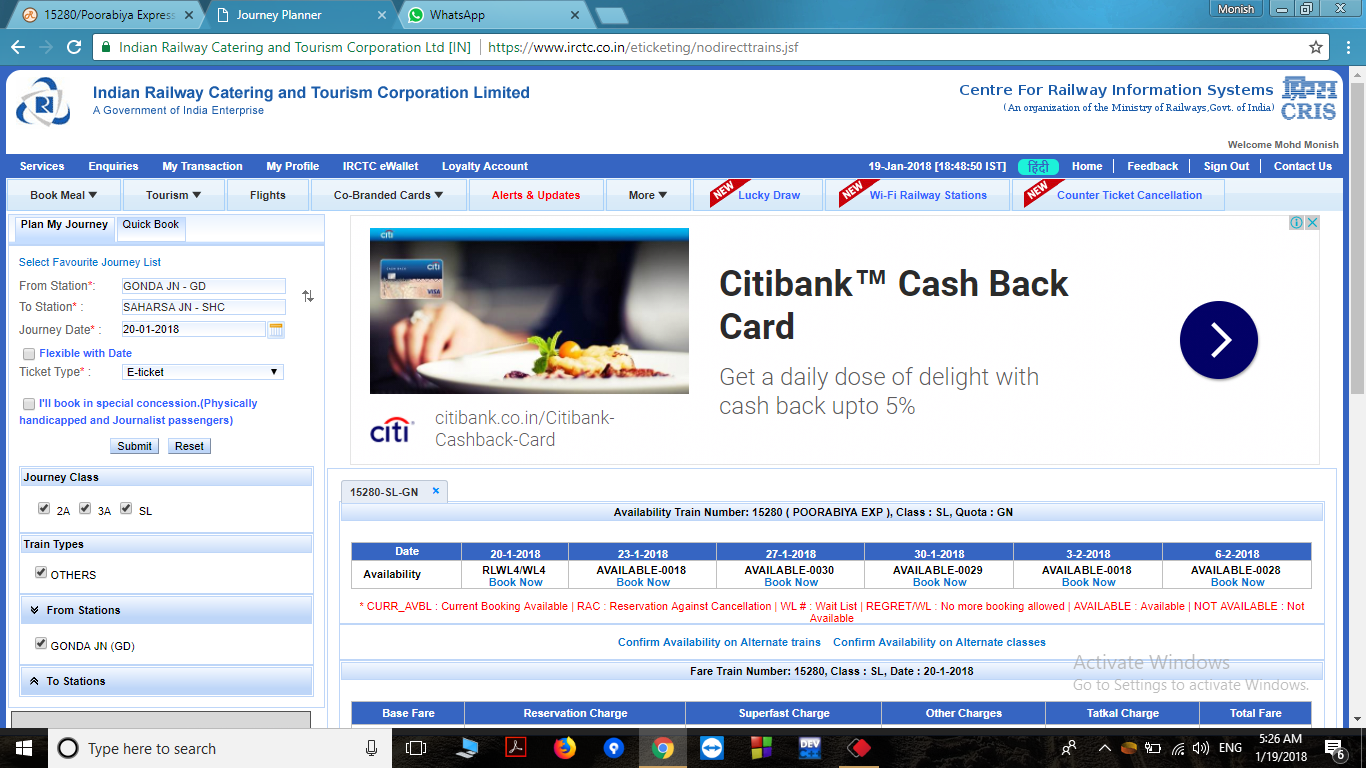 15280/Poorabiya Express
Journey Planner
WhatsApp
Monish
Indian Railway Catering and Tourism Corporation Ltd [IN]
https://www.irctc.co.in/eticketing/nodirecttrains.jsf
Indian Railway Catering and Tourism Corporation Limited
A Government of India Enterprise
Centre For Railway Information Systems
(An organization of the Ministry of Railways,Govt. of India)
CRIS
Welcome Mohd Monish
Services Enquiries My Transaction My Profile IRCTC eWallet Loyalty Account 19-Jan-2018 [18:48:50 IST] हिंदी Home Feedback Sign Out Contact Us
Book Meal Tourism Flights Co-Branded Cards Alerts & Updates More NEW Lucky Draw NEW Wi-Fi Railway Stations NEW Counter Ticket Cancellation
Plan My Journey Quick Book
Select Favourite Journey List
From Station*: GONDA JN - GD
To Station* : SAHARSA JN - SHC
Journey Date* : 20-01-2018
Flexible with Date
Ticket Type* : E-ticket
I'll book in special concession.(Physically
handicapped and Journalist passengers)
Submit Reset
Journey Class
2A 3A SL
Train Types
OTHERS
From Stations
GONDA JN (GD)
To Stations
citi
citi
VISA
Citibank™ Cash Back
Card
Get a daily dose of delight with
cash back upto 5%
citi
citibank.co.in/Citibank-
Cashback-Card
15280-SL-GN
Availability Train Number: 15280 ( POORABIYA EXP ), Class : SL, Quota : GN
Date 20-1-2018 23-1-2018 27-1-2018 30-1-2018 3-2-2018 6-2-2018
Availability RLWL4/WL4 AVAILABLE-0018 AVAILABLE-0030 AVAILABLE-0029 AVAILABLE-0018 AVAILABLE-0028
Book Now Book Now Book Now Book Now Book Now Book Now
* CURR_AVBL : Current Booking Available | RAC : Reservation Against Cancellation | WL # : Wait List | REGRET/WL : No more booking allowed | AVAILABLE : Available | NOT AVAILABLE : Not
Available
Confirm Availability on Alternate trains Confirm Availability on Alternate classes
Fare Train Number: 15280, Class : SL, Date : 20-1-2018
Base Fare Reservation Charge Superfast Charge Other Charges Tatkal Charge Total Fare
Activate Windows
Go to Settings to activate Windows.
Type here to search
DEV
ENG
5:26 AM
1/19/2018
6